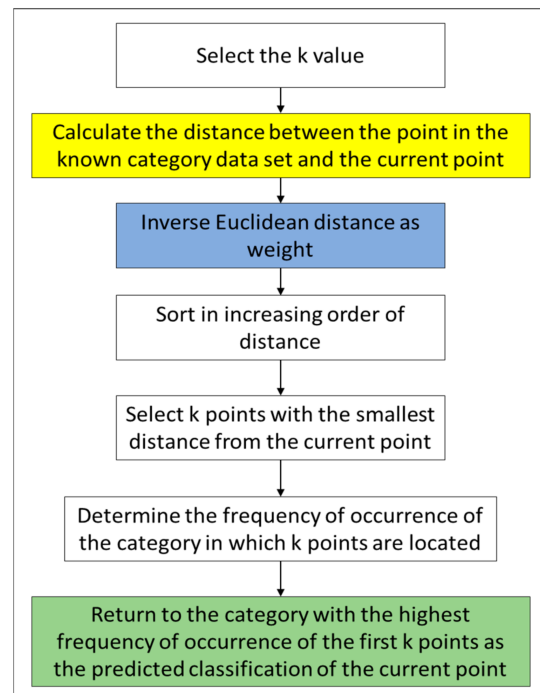 Select the k value
Calculate the distance between the point in the
known category data set and the current point
Inverse Euclidean distance as
weight
Sort in increasing order of
distance
Select k points with the smallest
distance from the current point
Determine the frequency of occurrence of
the category in which k points are located
Return to the category with the highest
frequency of occurrence of the first k points as
the predicted classification of the current point